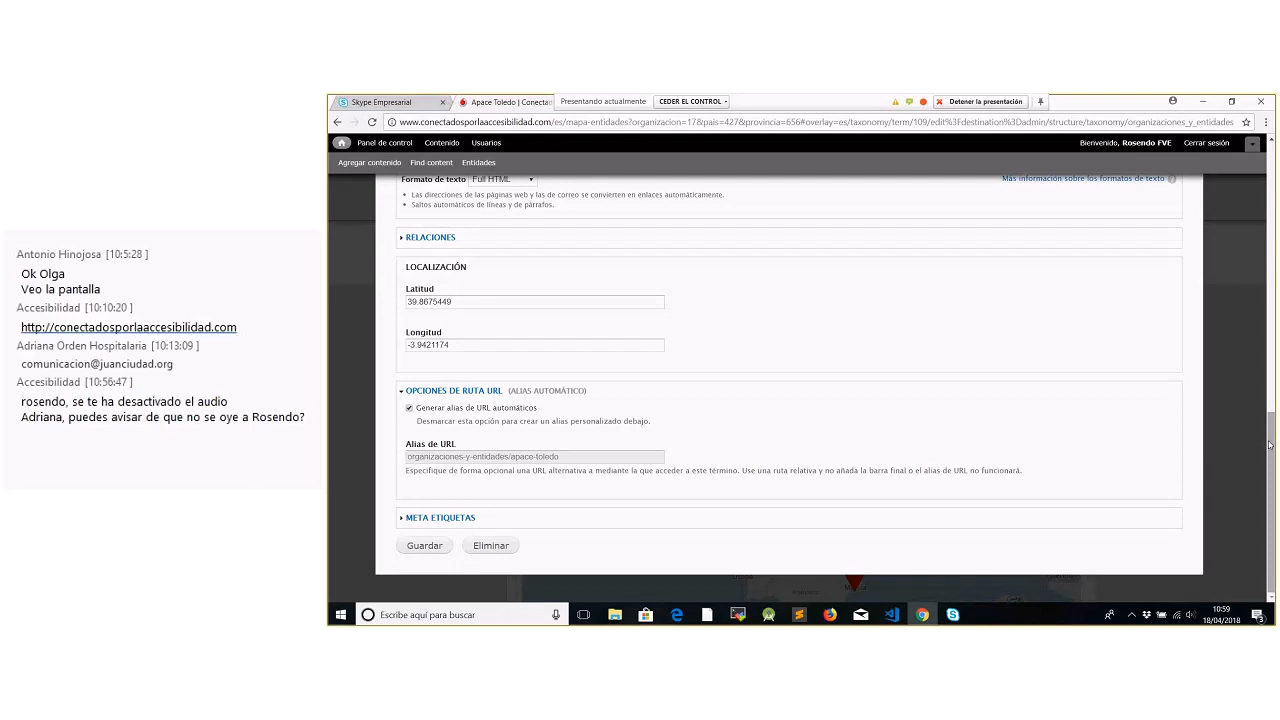 Antonio Hinojosa [10:5:28 ]
Ok Olga
Veo la pantalla
Accesibilidad [10:10:20 ]
http://conectadosporlaaccesibilidad.com
Adriana Orden Hospitalaria [10:13:09 ]
comunicacion@juanciudad.org
Accesibilidad [10:56:47 ]
rosendo, se te ha desactivado el audio
Adriana, puedes avisar de que no se oye a Rosendo?
Skype Empresarial
Apace Toledo | Conecta
Presentando actualmente
CEDER EL CONTROL
Detener la presentación
www.conectadosporlaaccesibilidad.com/es/mapa-entidades?organizacion=17&pais=427&provincia=656#overlay=es/taxonomy/term/109/edit%3Fdestination%3Dadmin/structure/taxonomy/organizaciones_y_entidades
Panel de control Contenido Usuarios Bienvenido, Rosendo FVE Cerrar sesión
Agregar contenido Find content Entidades
Formato de texto Full HTML Más información sobre los formatos de texto
Las direcciones de las páginas web y las de correo se convierten en enlaces automáticamente.
Saltos automáticos de líneas y de párrafos.
RELACIONES
LOCALIZACIÓN
Latitud
39.8675449
Longitud
-3.9421174
OPCIONES DE RUTA URL (ALIAS AUTOMÁTICO)
Generar alias de URL automáticos
Desmarcar esta opción para crear un alias personalizado debajo.
Alias de URL
organizaciones-y-entidades/apace-toledo
Especifique de forma opcional una URL alternativa a mediante la que acceder a este término. Use una ruta relativa y no añada la barra final o el alias de URL no funcionará.
META ETIQUETAS
Guardar Eliminar
Escribe aquí para buscar
10:59
18/04/2018
3